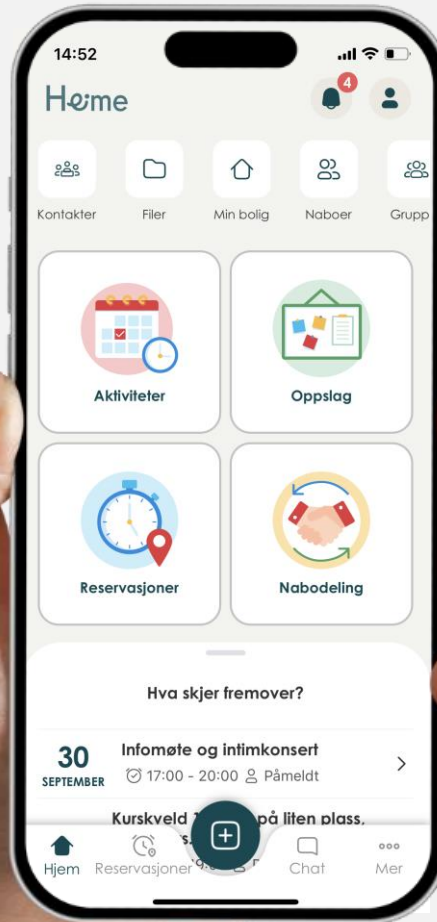 14:52
Heime
4
Kontakter Filer Min bolig Naboer Grupp
Aktiviteter Oppslag
Reservasjoner Nabodeling
Hva skjer fremover?
30 Infomøte og intimkonsert
SEPTEMBER 17:00 - 20:00 Påmeldt
Kurskveld på liten plass,
Hjem Reservasjoner Chat Mer